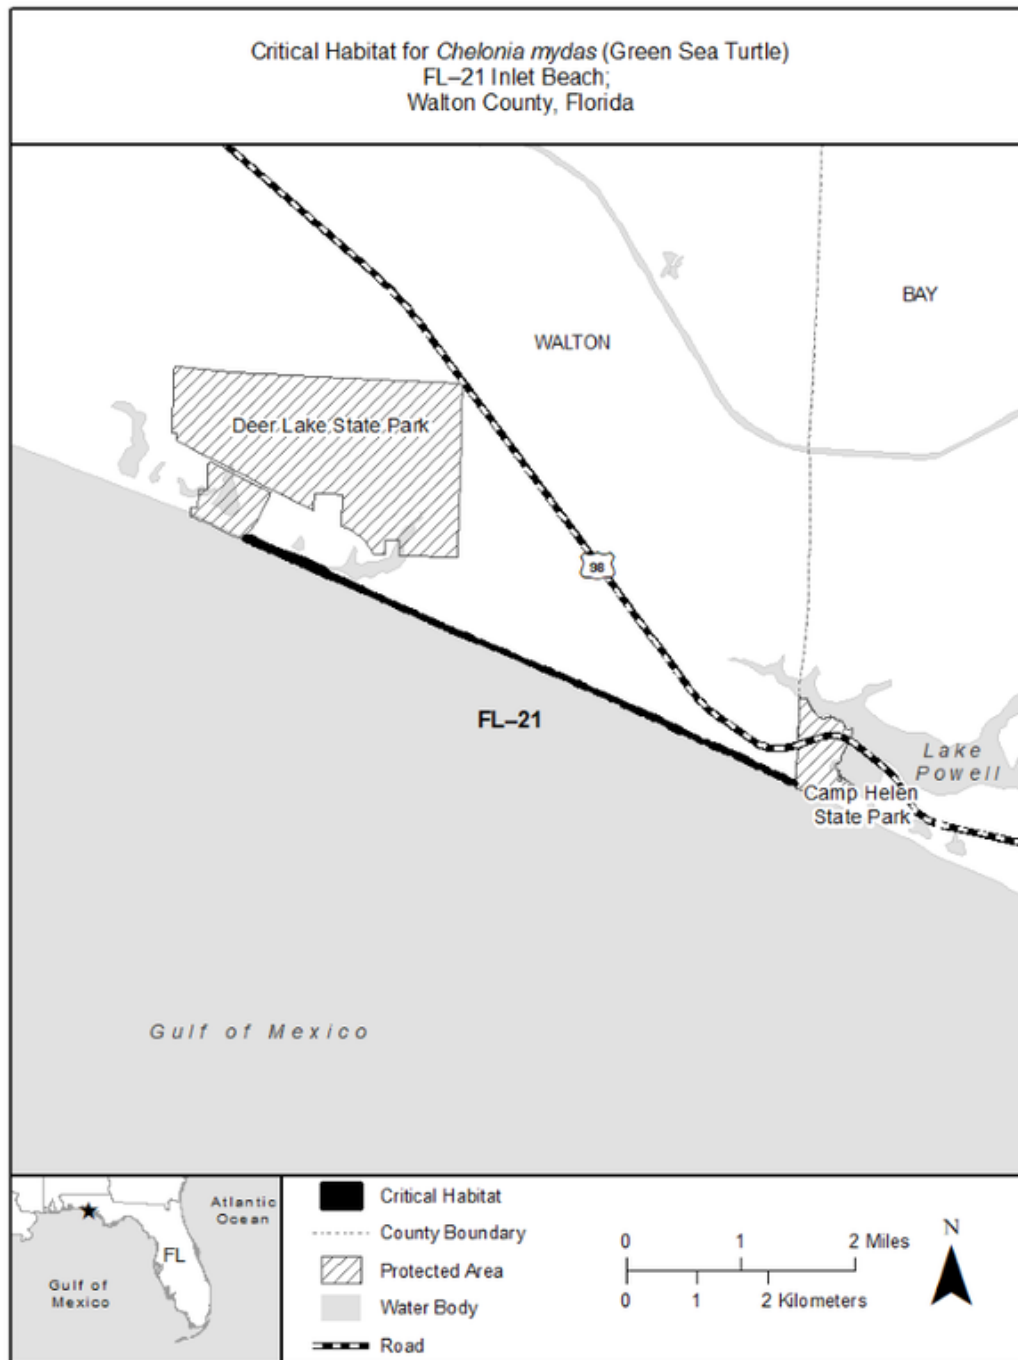 Critical Habitat for Chelonia mydas (Green Sea Turtle)
FL–21 Inlet Beach;
Walton County, Florida
BAY
WALTON
Deer Lake State Park
98
FL–21
Lake
Powell
Camp Helen
State Park
Gulf of Mexico
Atlantic
Ocean
FL
Gulf of
Mexico
Critical Habitat
County Boundary
Protected Area
Water Body
Road
0 1 2 Miles
0 1 2 Kilometers
N